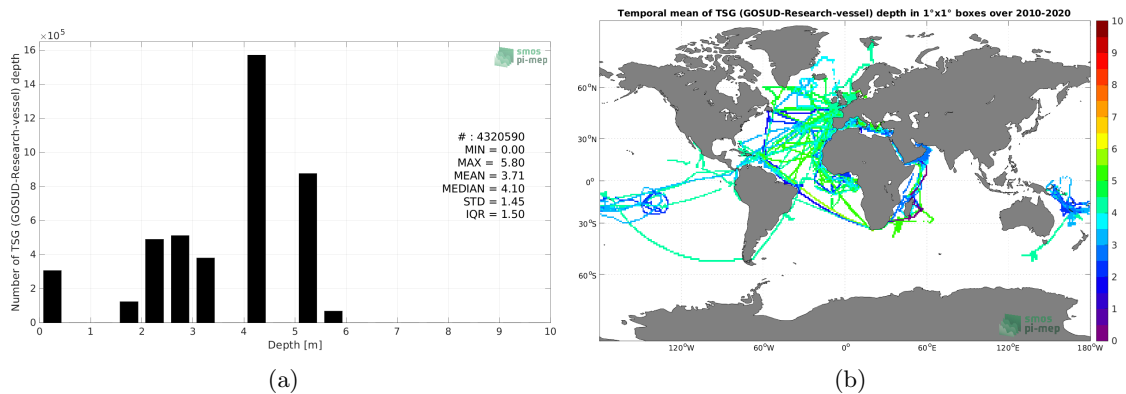 ×10⁵
16
14
12
10
8
6
4
2
0
Number of TSG (GOSUD-Research-vessel) depth
smos
pi-mep
# : 4320590
MIN = 0.00
MAX = 5.80
MEAN = 3.71
MEDIAN = 4.10
STD = 1.45
IQR = 1.50
0 1 2 3 4 5 6 7 8 9 10
Depth [m]
(a)
Temporal mean of TSG (GOSUD-Research-vessel) depth in 1°x1° boxes over 2010-2020
60°N
30°N
0°
30°S
60°S
120°W 60°W 0° 60°E 120°E 180°W
smos
pi-mep
10
9
8
7
6
5
4
3
2
1
0
(b)